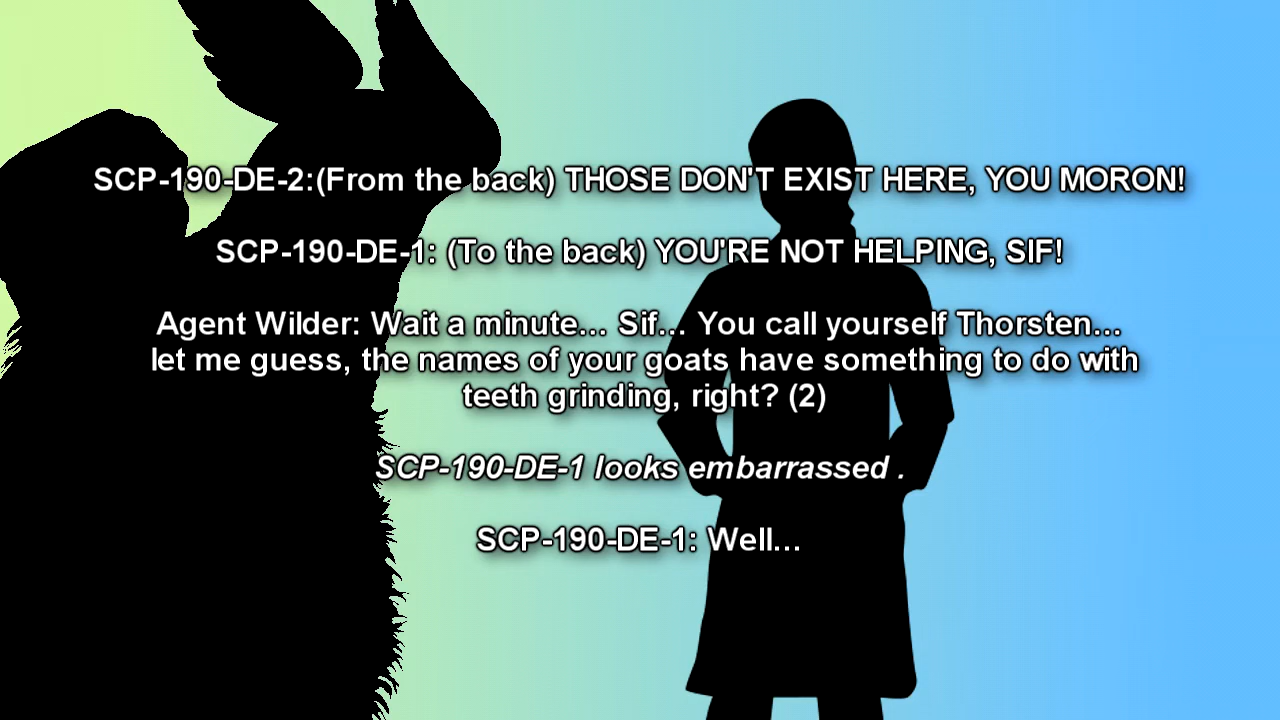 SCP-190-DE-2:(From the back) THOSE DON'T EXIST HERE, YOU MORON!
SCP-190-DE-1: (To the back) YOU'RE NOT HELPING, SIF!
Agent Wilder: Wait a minute... Sif... You call yourself Thorsten...
let me guess, the names of your goats have something to do with
teeth grinding, right? (2)
SCP-190-DE-1 looks embarrassed .
SCP-190-DE-1: Well...